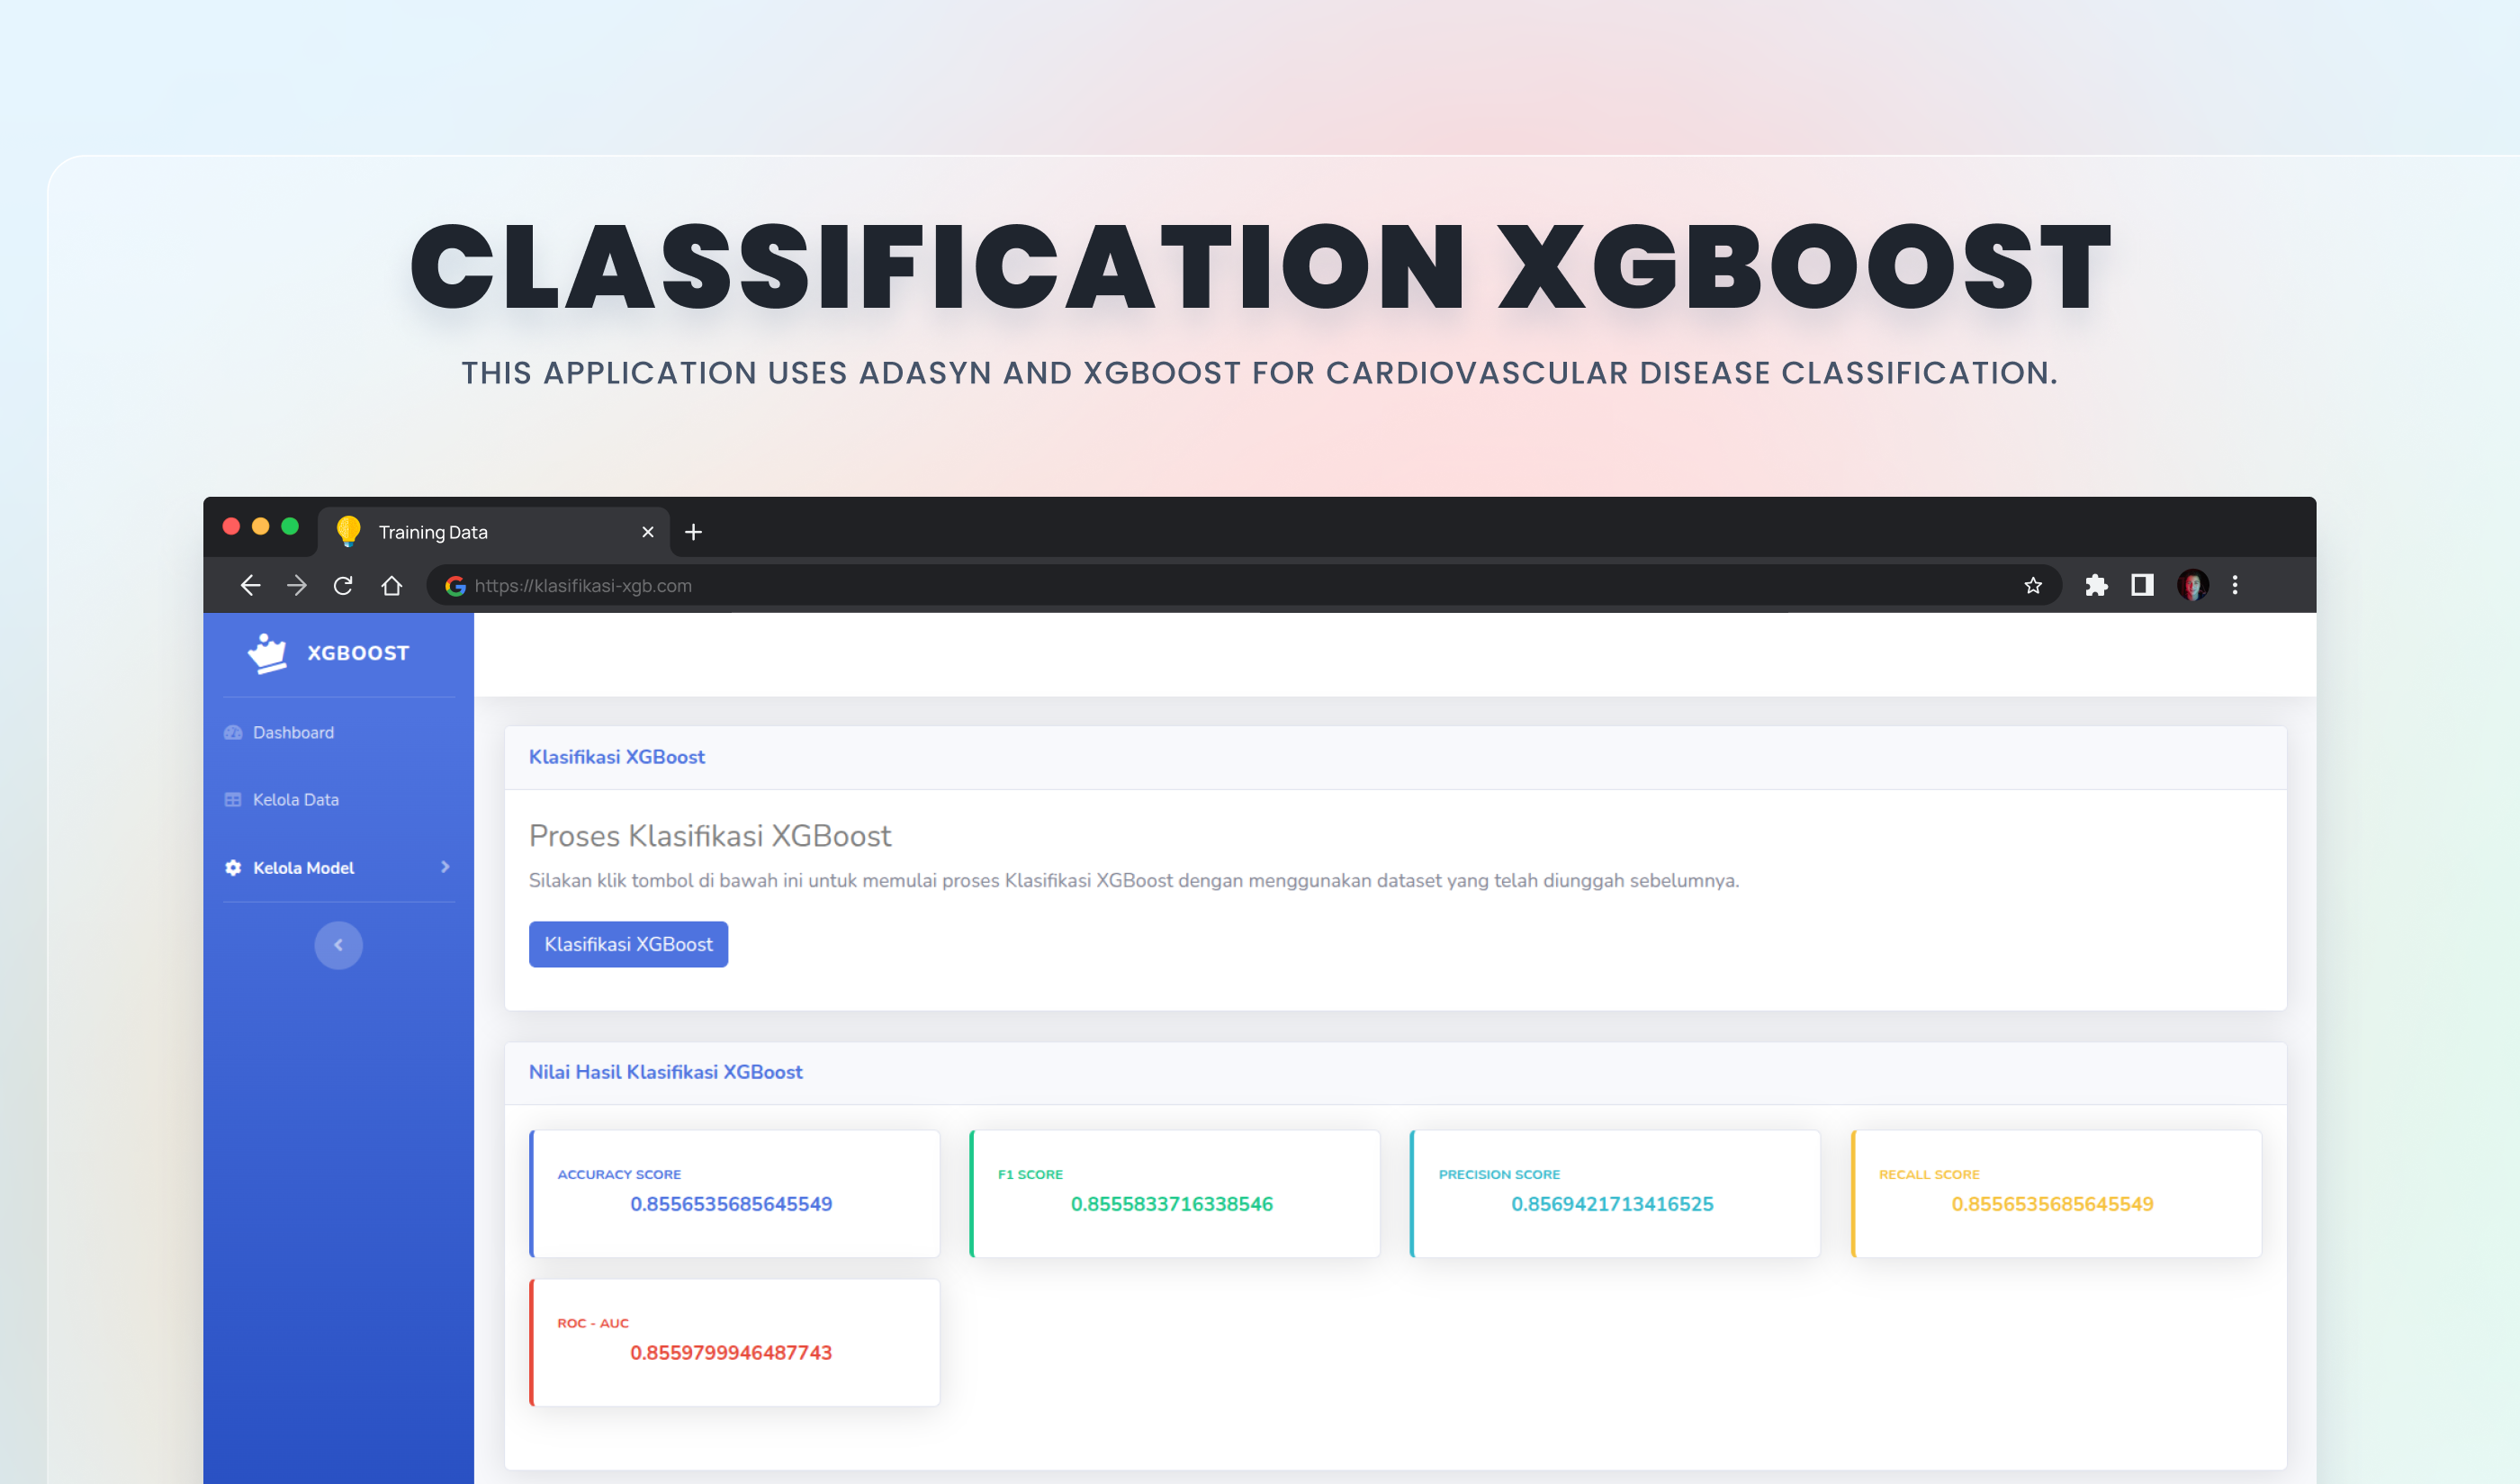 CLASSIFICATION XGBOOST
THIS APPLICATION USES ADASYN AND XGBOOST FOR CARDIOVASCULAR DISEASE CLASSIFICATION.
Training Data
https://klasifikasi-xgb.com
XGBOOST
Dashboard
Kelola Data
Kelola Model
Klasifikasi XGBoost
Proses Klasifikasi XGBoost
Silakan klik tombol di bawah ini untuk memulai proses Klasifikasi XGBoost dengan menggunakan dataset yang telah diunggah sebelumnya.
Klasifikasi XGBoost
Nilai Hasil Klasifikasi XGBoost
ACCURACY SCORE
0.8556535685645549
F1 SCORE
0.8555833716338546
PRECISION SCORE
0.8569421713416525
RECALL SCORE
0.8556535685645549
ROC - AUC
0.8559799946487743